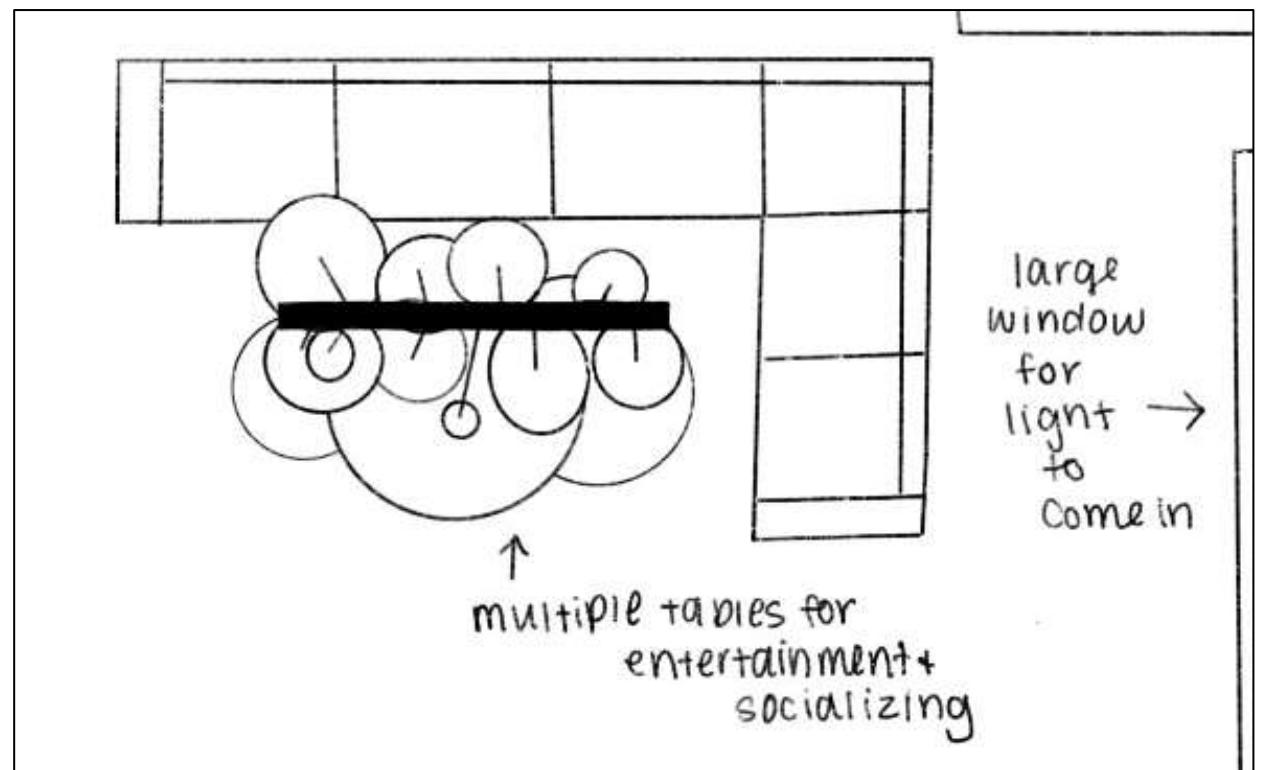 large
window
for
light
to
come in
multiple tables for
entertainment +
socializing